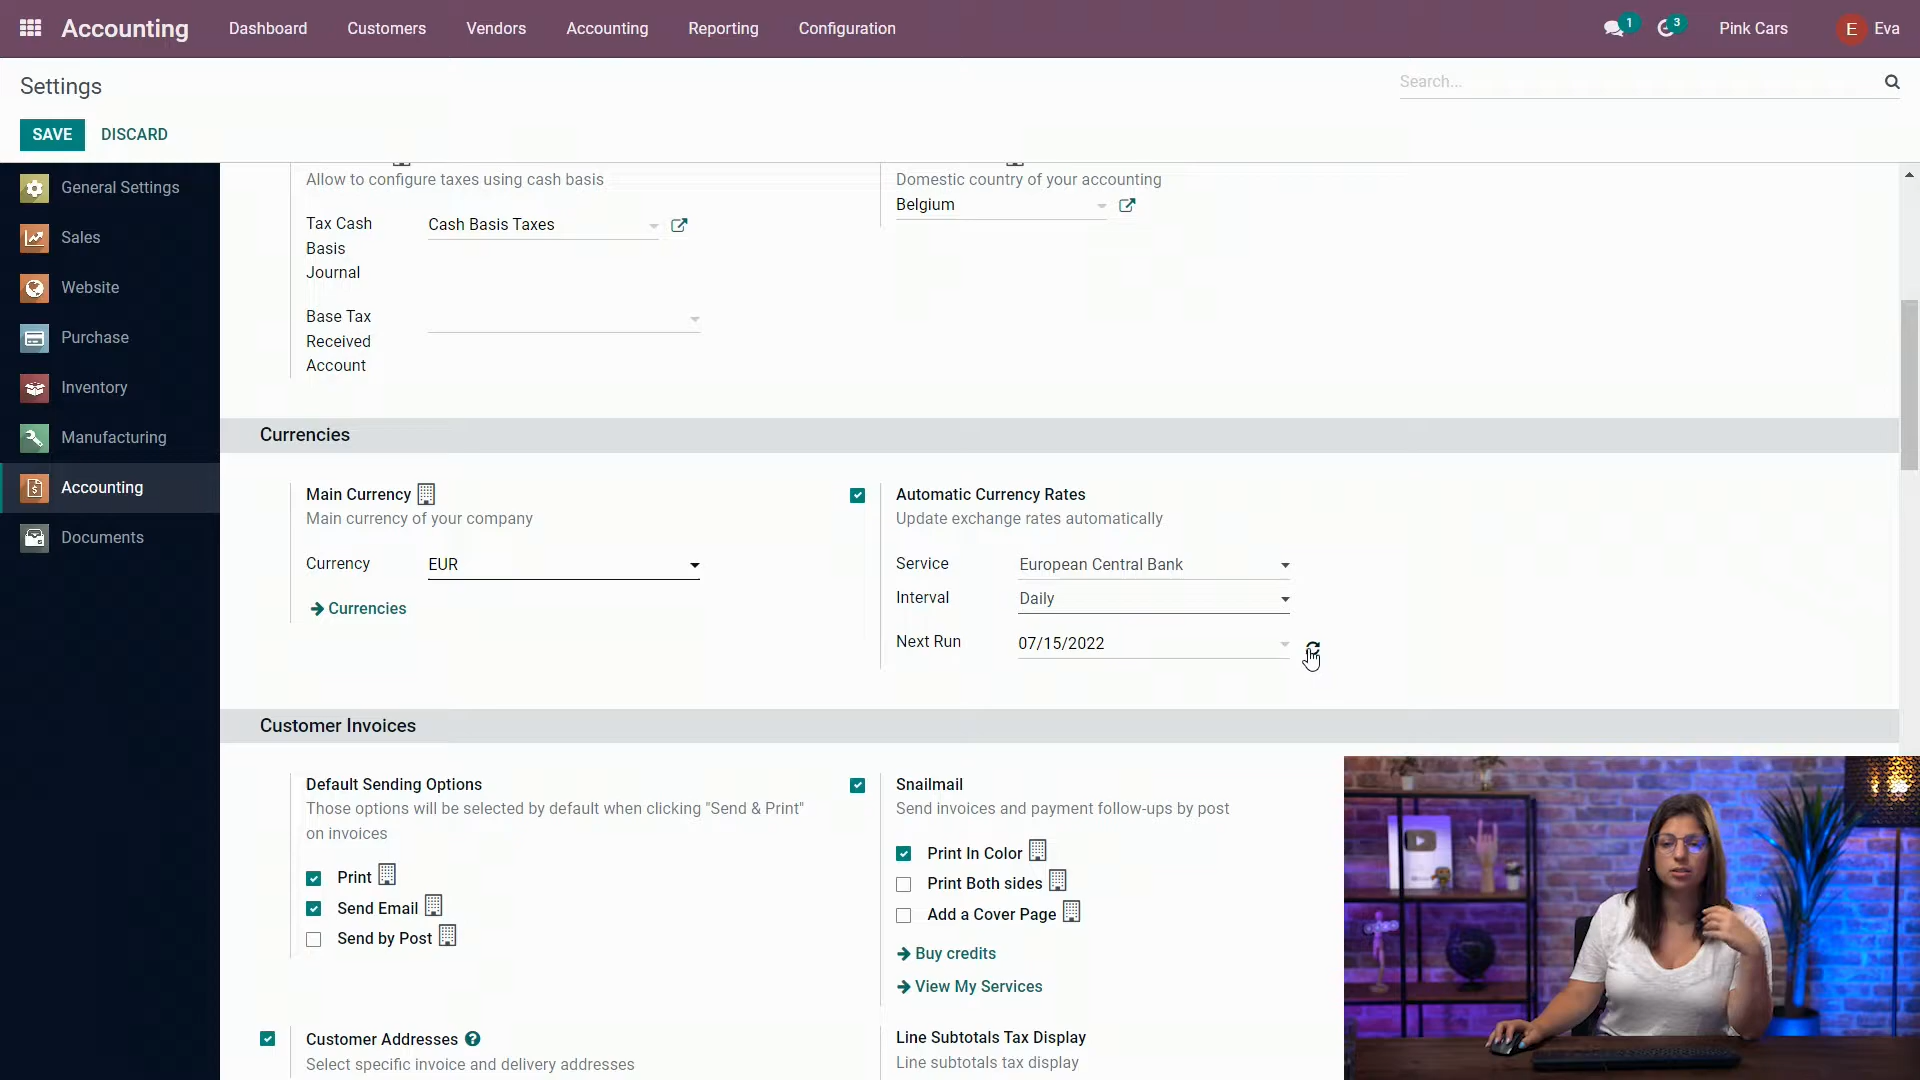 Accounting Dashboard Customers Vendors Accounting Reporting Configuration 1 3 Pink Cars E Eva
Settings Search...
SAVE DISCARD
General Settings
Sales
Website
Purchase
Inventory
Manufacturing
Accounting
Documents
Allow to configure taxes using cash basis
Tax Cash Basis Journal Cash Basis Taxes
Base Tax Received Account
Domestic country of your accounting
Belgium
Currencies
Main Currency
Main currency of your company
Currency EUR
Currencies
Automatic Currency Rates
Update exchange rates automatically
Service European Central Bank
Interval Daily
Next Run 07/15/2022
Customer Invoices
Default Sending Options
Those options will be selected by default when clicking "Send & Print"
on invoices
Print
Send Email
Send by Post
Snailmail
Send invoices and payment follow-ups by post
Print In Color
Print Both sides
Add a Cover Page
Buy credits
View My Services
Customer Addresses ?
Select specific invoice and delivery addresses
Line Subtotals Tax Display
Line subtotals tax display